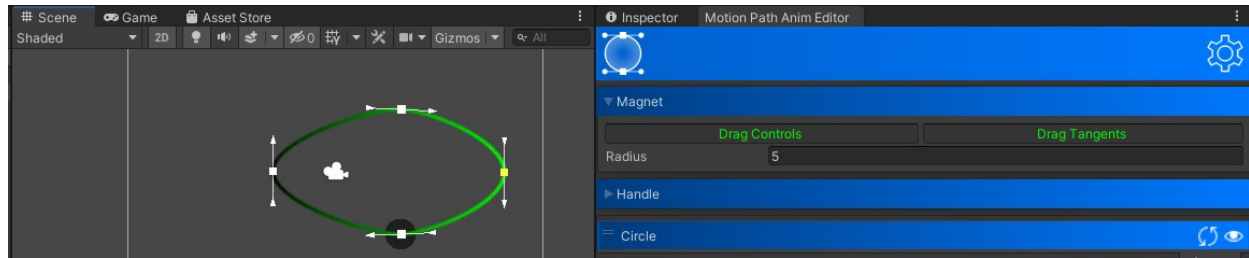 # Scene Game Asset Store
Inspector Motion Path Anim Editor
Shaded 2D 0 Gizmos All
Magnet
Drag Controls Drag Tangents
Radius 5
Handle
Circle